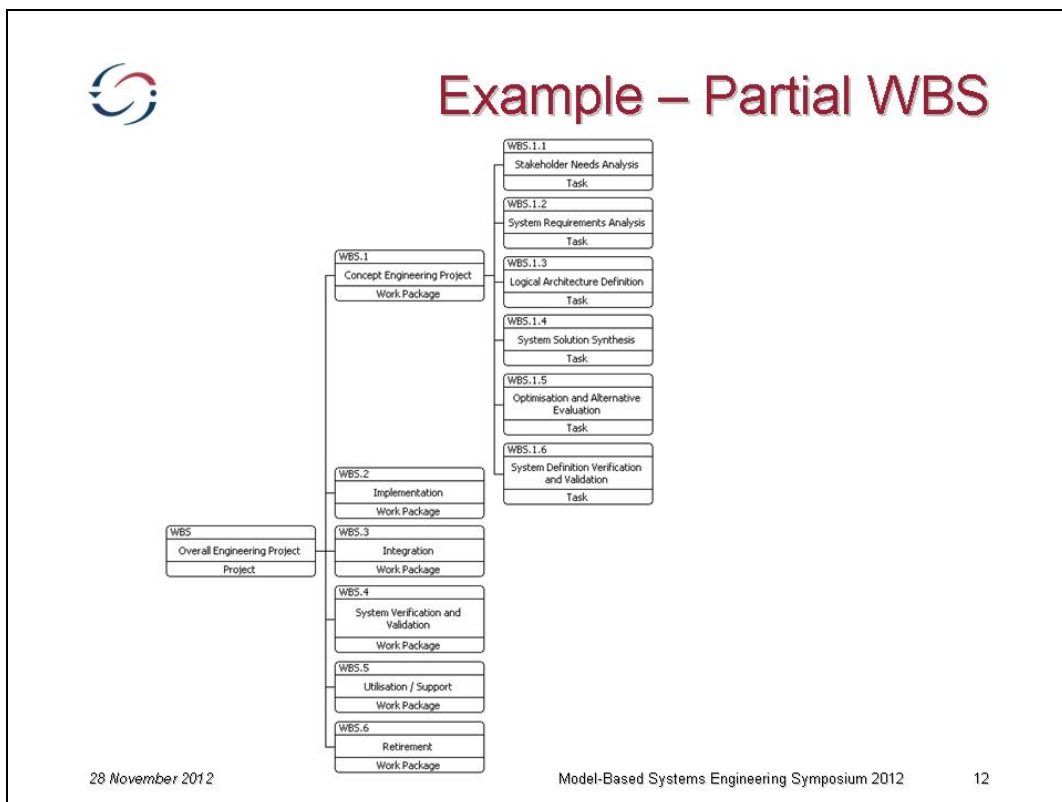 Example – Partial WBS
WBS.1.1
Stakeholder Needs Analysis
Task
WBS.1.2
System Requirements Analysis
Task
WBS.1.3
Logical Architecture Definition
Task
WBS.1.4
System Solution Synthesis
Task
WBS.1.5
Optimisation and Alternative
Evaluation
Task
WBS.1.6
System Definition Verification
and Validation
Task
WBS.1
Concept Engineering Project
Work Package
WBS.2
Implementation
Work Package
WBS.3
Integration
Work Package
WBS.4
System Verification and
Validation
Work Package
WBS.5
Utilisation / Support
Work Package
WBS.6
Retirement
Work Package
WBS
Overall Engineering Project
Project
28 November 2012
Model-Based Systems Engineering Symposium 2012
12